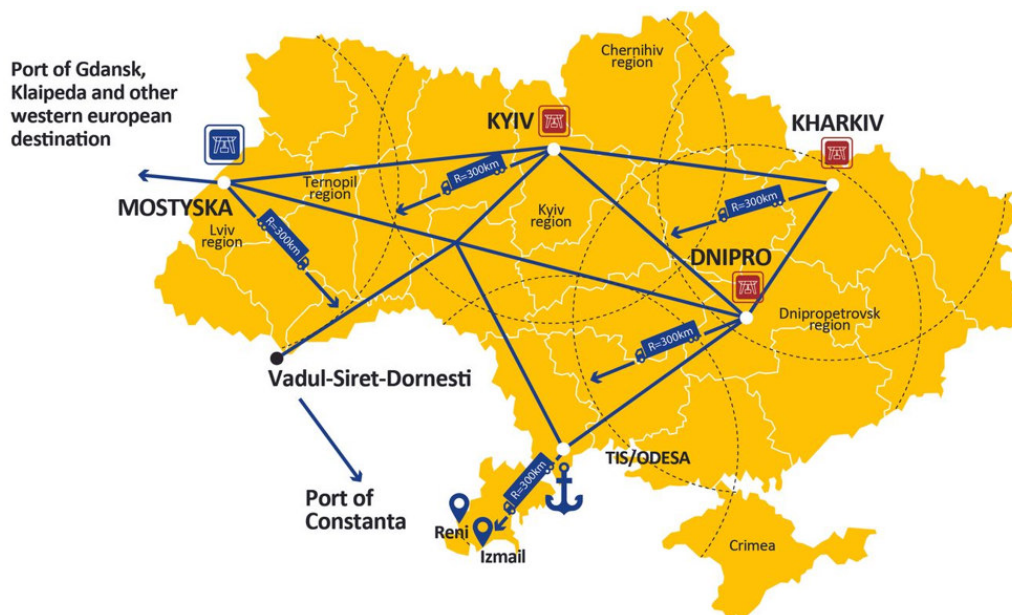 Port of Gdansk,
Klaipeda and other
western european
destination
Chernihiv
region
KYIV
KHARKIV
R=300km
Ternopil
region
MOSTYSKA
Lviv
region
R=300km
Kyiv
region
R=300km
DNIPRO
Dnipropetrovsk
region
R=300km
Vadul-Siret-Dornesti
TIS/ODESA
R=300km
Port of
Constanta
Reni
Izmail
Crimea